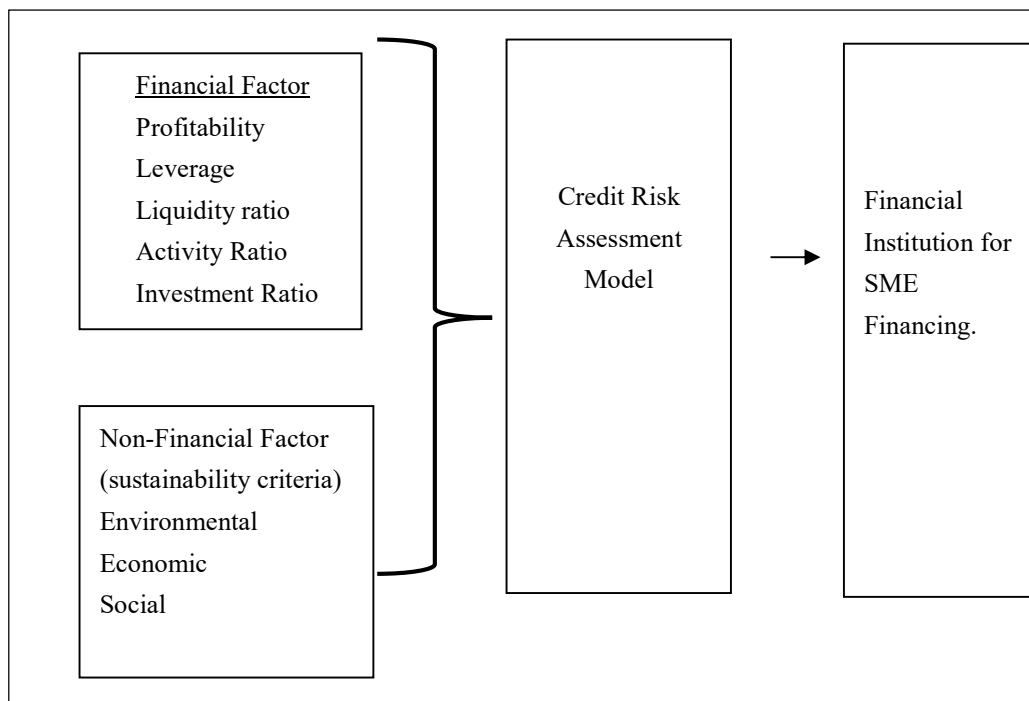 Financial Factor
Profitability
Leverage
Liquidity ratio
Activity Ratio
Investment Ratio
Non-Financial Factor
(sustainability criteria)
Environmental
Economic
Social
Credit Risk
Assessment
Model
Financial
Institution for
SME
Financing.